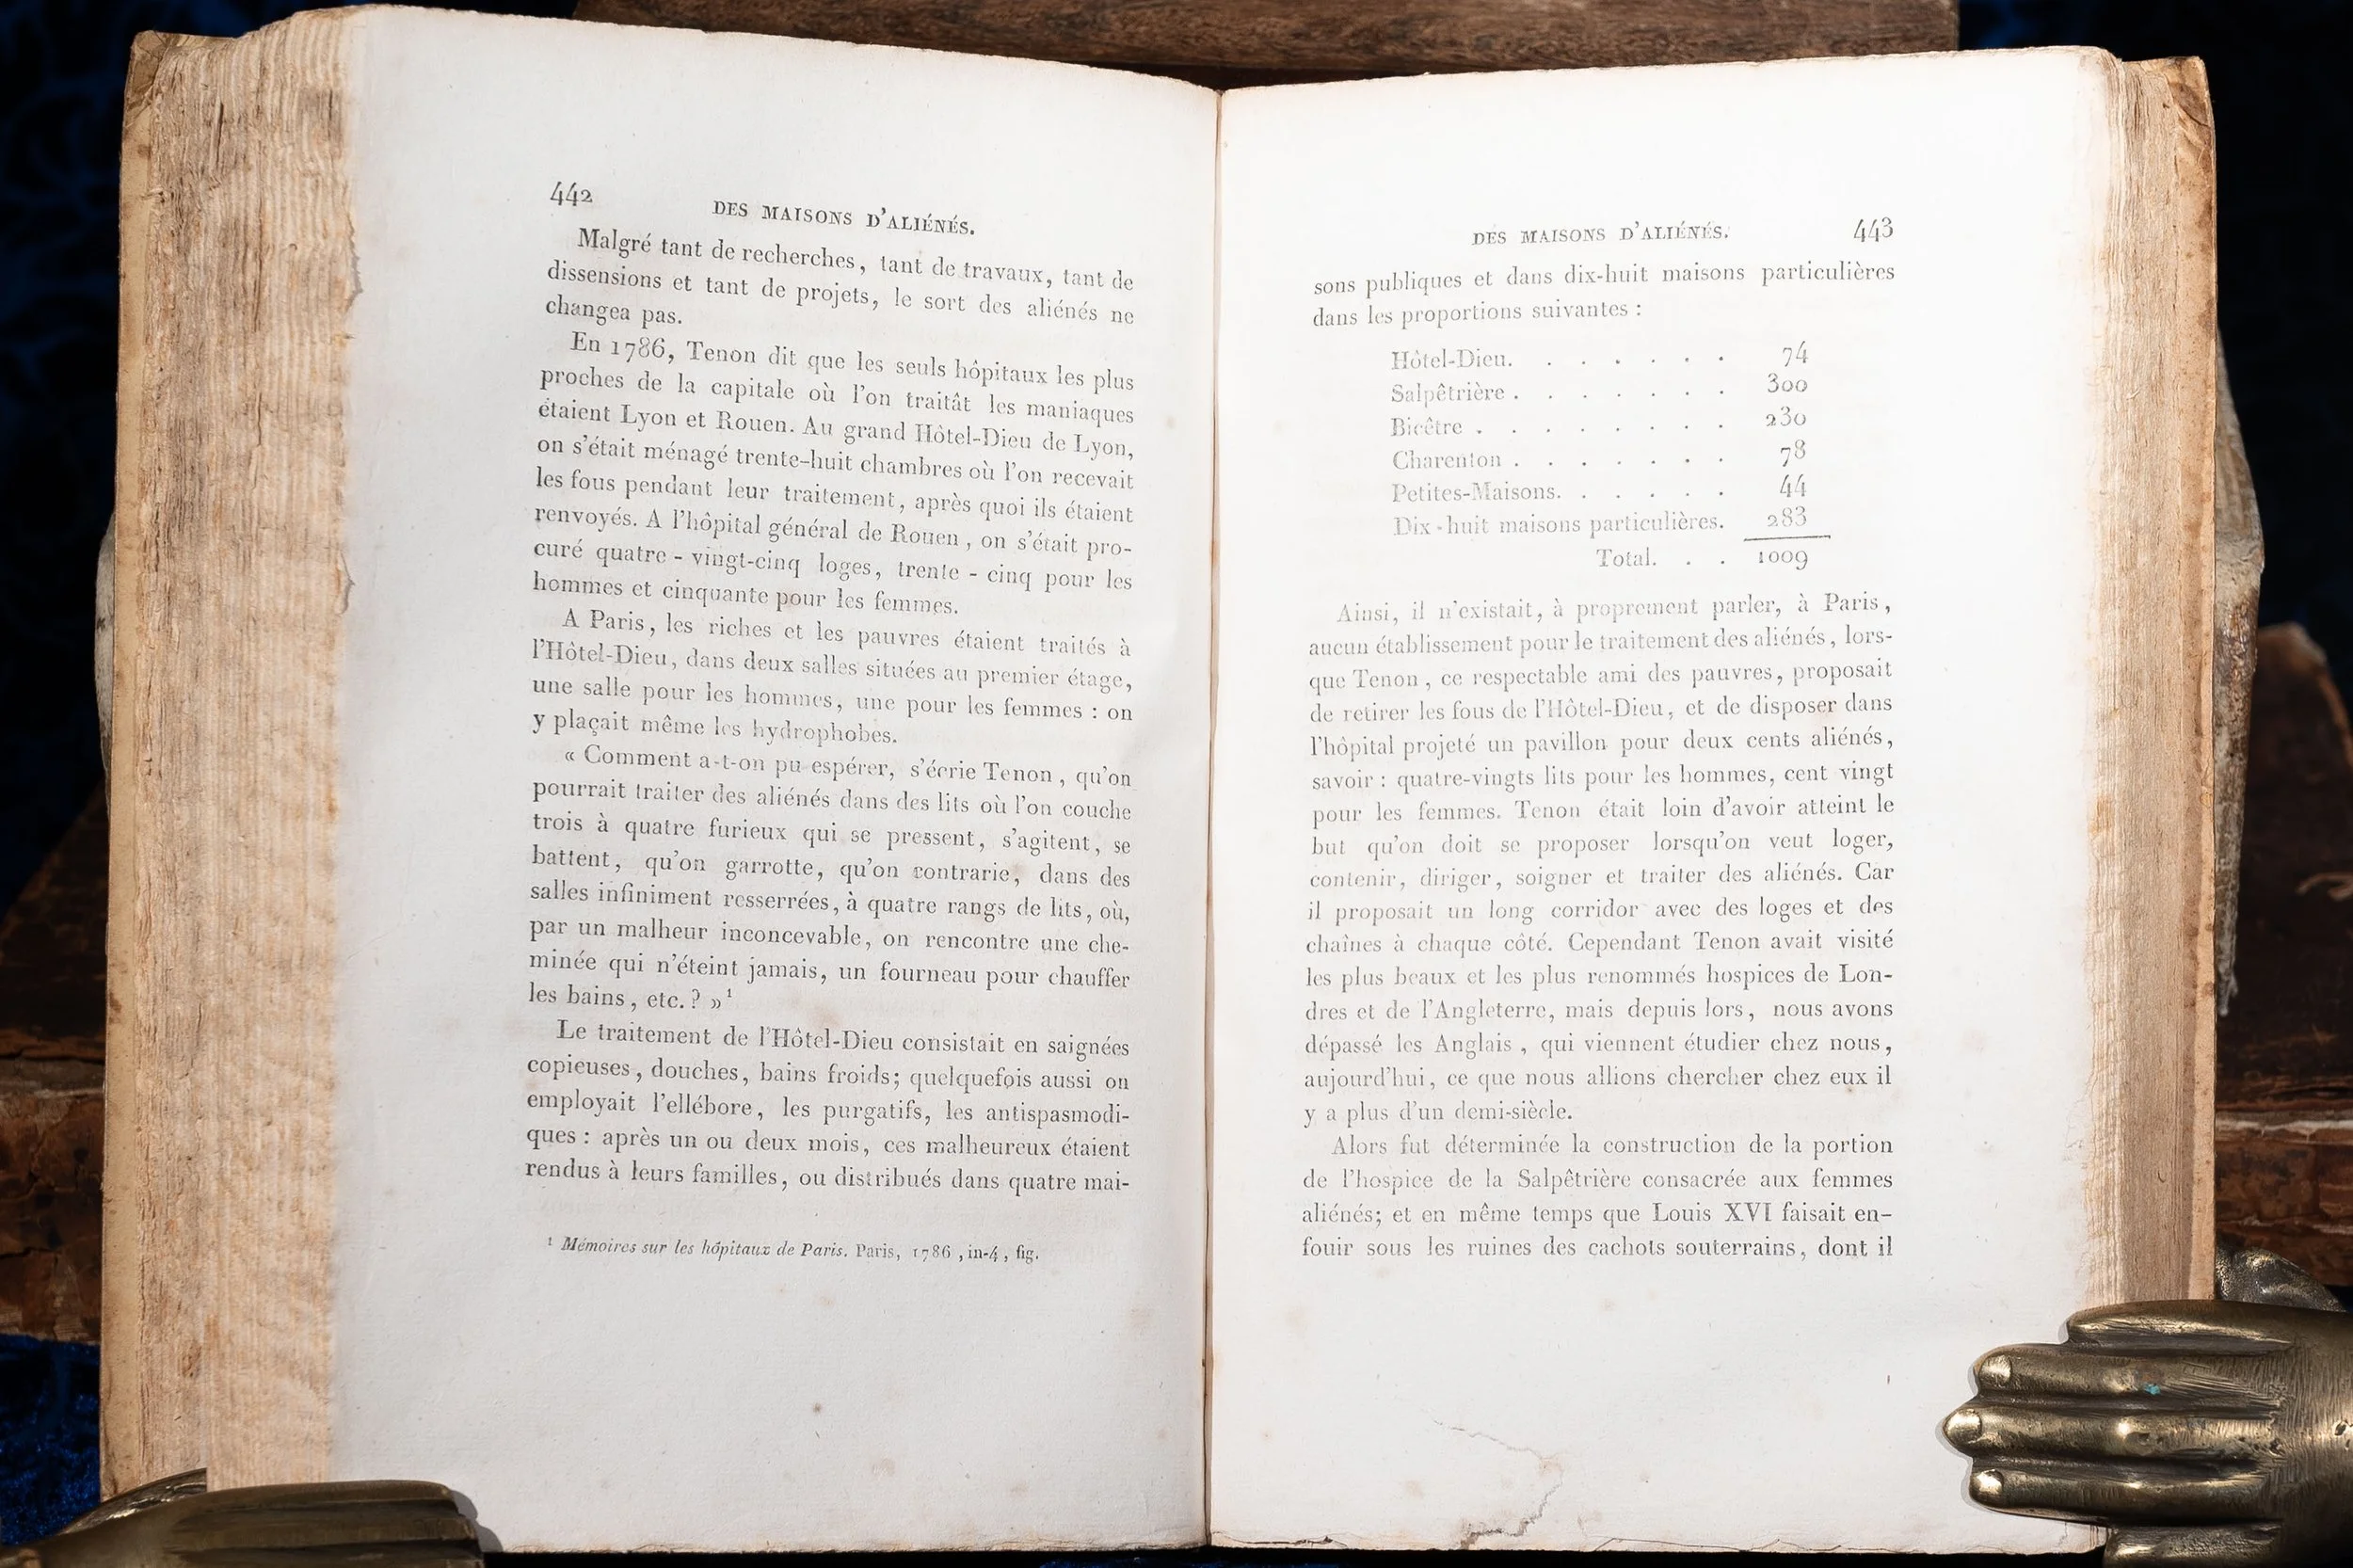 442
DES MAISONS D'ALIÉNÉS.
Malgré tant de recherches, tant de travaux, tant de
dissensions et tant de projets, le sort des aliénés ne
changea pas.
En 1786, Tenon dit que les seuls hôpitaux les plus
proches de la capitale où l'on traitât les maniaques
étaient Lyon et Rouen. Au grand Hôtel-Dieu de Lyon,
on s'était ménagé trente-huit chambres où l'on recevait
les fous pendant leur traitement, après quoi ils étaient
renvoyés. A l'hôpital général de Rouen, on s'était pro-
curé quatre-vingt-cinq loges, trente-cinq pour les
hommes et cinquante pour les femmes.
A Paris, les riches et les pauvres étaient traités à
l'Hôtel-Dieu, dans deux salles situées au premier étage,
une salle pour les hommes, une pour les femmes : on
y plaçait même les hydrophobes.
« Comment a-t-on pu espérer, s'écrie Tenon, qu'on
pourrait traiter des aliénés dans des lits où l'on couche
trois à quatre furieux qui se pressent, s'agitent, se
battent, qu'on garrotte, qu'on contrarie, dans des
salles infiniment resserrées, à quatre rangs de lits, où,
par un malheur inconcevable, on rencontre une che-
minée qui n'éteint jamais, un fourneau pour chauffer
les bains, etc. ? »¹
Le traitement de l'Hôtel-Dieu consistait en saignées
copieuses, douches, bains froids; quelquefois aussi on
employait l'ellébore, les purgatifs, les antispasmodi-
ques : après un ou deux mois, ces malheureux étaient
rendus à leurs familles, ou distribués dans quatre mai-
¹ Mémoires sur les hôpitaux de Paris. Paris, 1786, in-4, fig.
DES MAISONS D'ALIÉNÉS. 443
sons publiques et dans dix-huit maisons particulières
dans les proportions suivantes :
Hôtel-Dieu. . . . . . . 74
Salpêtrière . . . . . . . 300
Bicêtre . . . . . . . . 230
Charenton . . . . . . . 78
Petites-Maisons. . . . . . 44
Dix-huit maisons particulières. 283
Total. . . 1009
Ainsi, il n'existait, à proprement parler, à Paris,
aucun établissement pour le traitement des aliénés, lors-
que Tenon, ce respectable ami des pauvres, proposait
de retirer les fous de l'Hôtel-Dieu, et de disposer dans
l'hôpital projeté un pavillon pour deux cents aliénés,
savoir : quatre-vingts lits pour les hommes, cent vingt
pour les femmes. Tenon était loin d'avoir atteint le
but qu'on doit se proposer lorsqu'on veut loger,
contenir, diriger, soigner et traiter des aliénés. Car
il proposait un long corridor avec des loges et des
chaînes à chaque côté. Cependant Tenon avait visité
les plus beaux et les plus renommés hospices de Lon-
dres et de l'Angleterre, mais depuis lors, nous avons
dépassé les Anglais, qui viennent étudier chez nous,
aujourd'hui, ce que nous allions chercher chez eux il
y a plus d'un demi-siècle.
Alors fut déterminée la construction de la portion
de l'hospice de la Salpêtrière consacrée aux femmes
aliénés; et en même temps que Louis XVI faisait en-
fouir sous les ruines des cachots souterrains, dont il